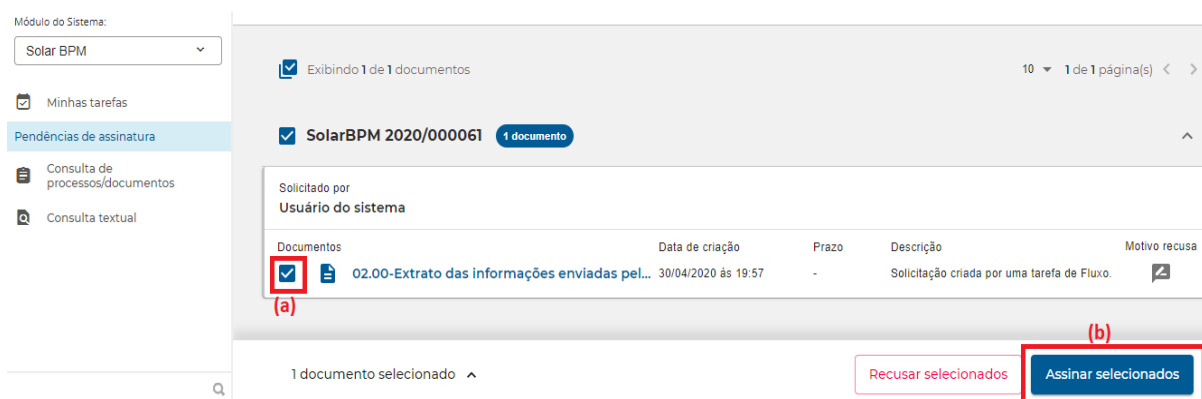 Módulo do Sistema:
Solar BPM
Minhas tarefas
Pendências de assinatura
Consulta de
processos/documentos
Consulta textual
Exibindo 1 de 1 documentos
10 1 de 1 página(s)
SolarBPM 2020/000061 1 documento
Solicitado por
Usuário do sistema
Documentos Data de criação Prazo Descrição Motivo recusa
02.00-Extrato das informações enviadas pel... 30/04/2020 às 19:57 - Solicitação criada por uma tarefa de Fluxo.
(a)
(b)
1 documento selecionado Recusar selecionados Assinar selecionados